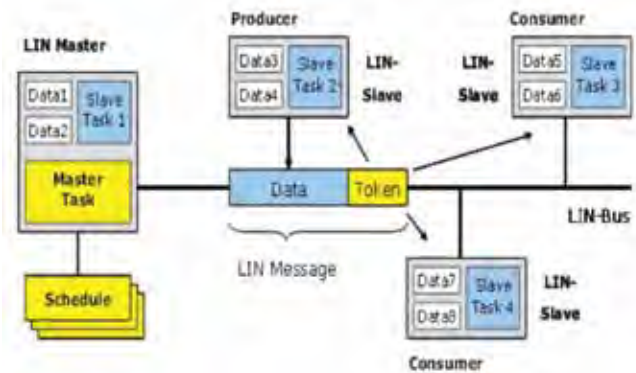 Producer
Consumer
LIN Master
Data3
Data4
Slave
Task 2
LIN-
Slave
LIN-
Slave
Data5
Data6
Slave
Task 3
Data1
Data2
Slave
Task 1
Master
Task
Data
Token
LIN-Bus
LIN Message
Schedule
Data7
Data8
Slave
Task 4
LIN-
Slave
Consumer